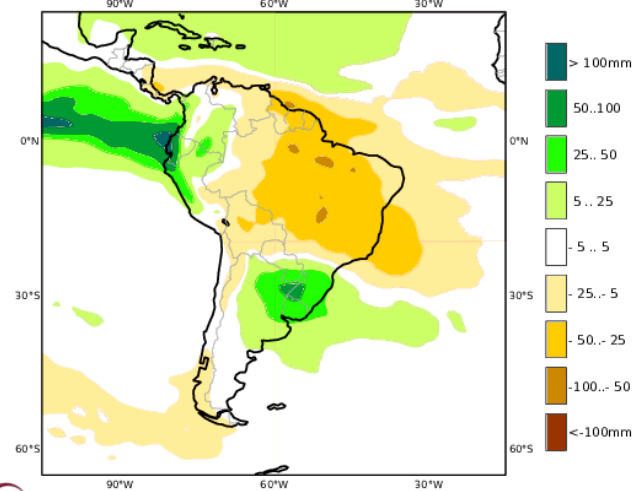 90°W 60°W 30°W
> 100mm
50.100
0°N 0°N
25.. 50
5 .. 25
- 5 .. 5
30°S 30°S
- 25..- 5
- 50..- 25
-100..- 50
<-100mm
60°S 60°S
90°W 60°W 30°W